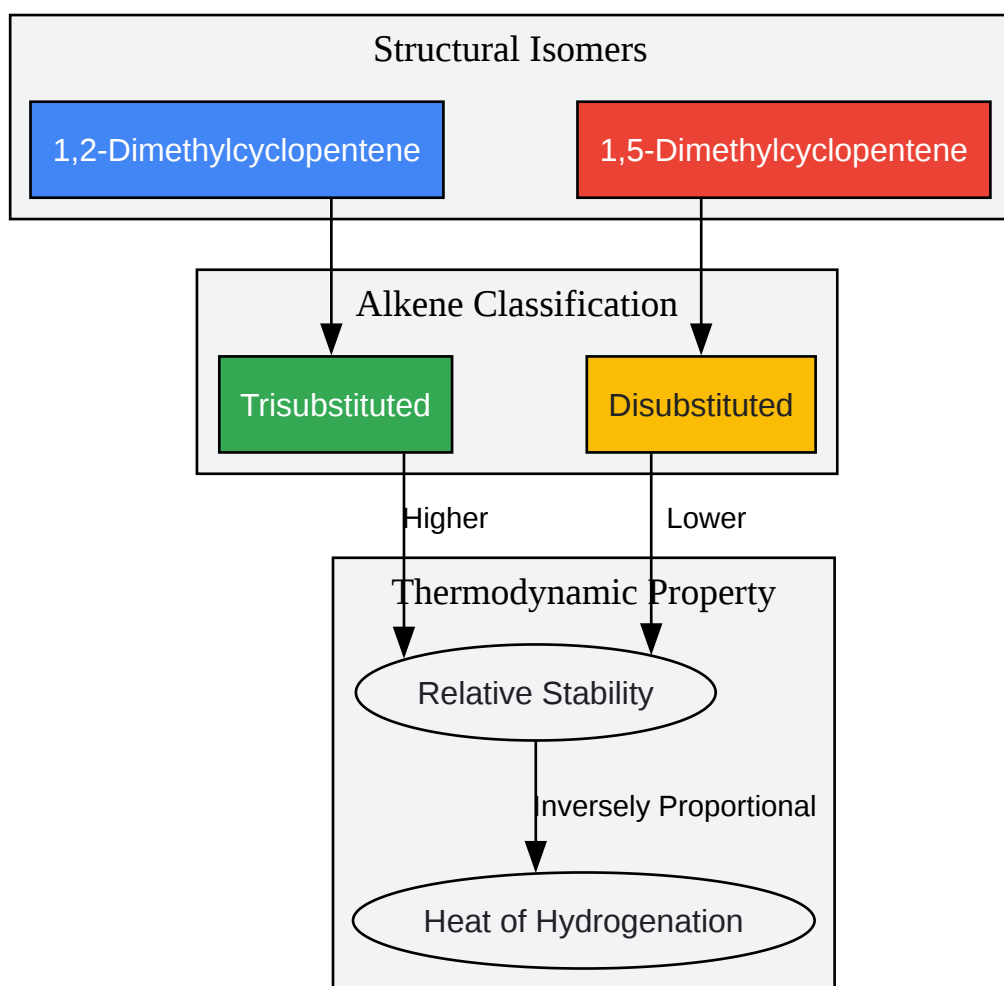 Structural Isomers
1,2-Dimethylcyclopentene
1,5-Dimethylcyclopentene
Alkene Classification
Trisubstituted
Disubstituted
Higher
Lower
Thermodynamic Property
Relative Stability
Inversely Proportional
Heat of Hydrogenation